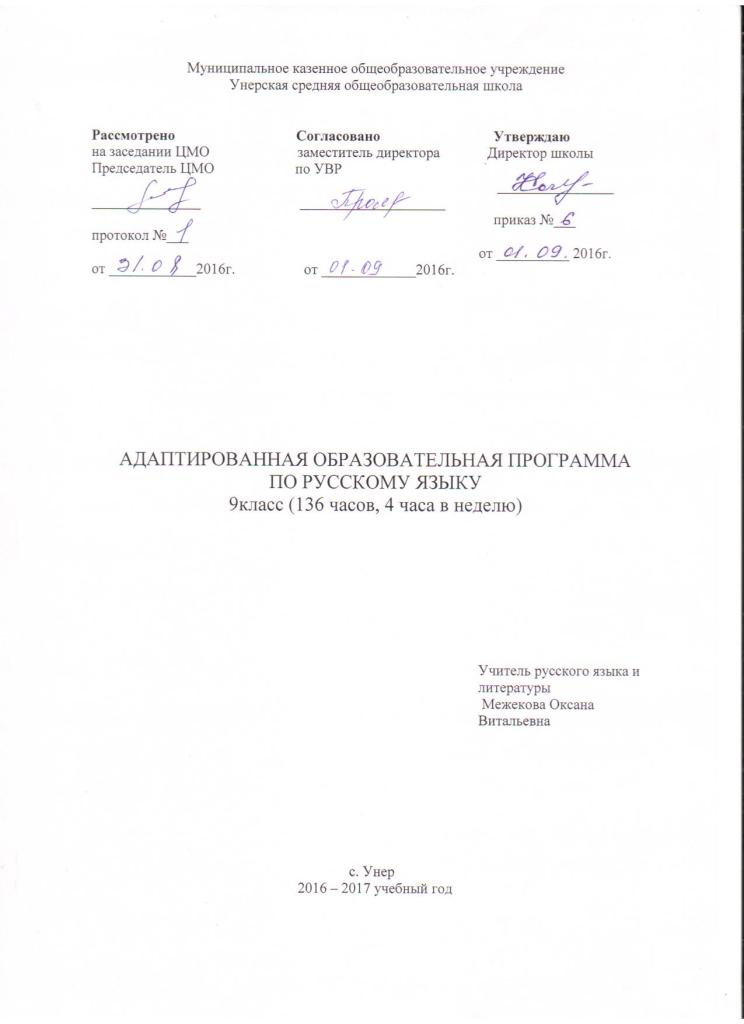 Муниципальное казенное общеобразовательное учреждение
Унерская средняя общеобразовательная школа
Рассмотрено
на заседании ЦМО
Председатель ЦМО
протокол № 1
от 31.08 2016г.
Согласовано
заместитель директора
по УВР
от 01.09 2016г.
Утверждаю
Директор школы
приказ № 6
от 01.09. 2016г.
АДАПТИРОВАННАЯ ОБРАЗОВАТЕЛЬНАЯ ПРОГРАММА
ПО РУССКОМУ ЯЗЫКУ
9класс (136 часов, 4 часа в неделю)
Учитель русского языка и
литературы
Межекова Оксана
Витальевна
с. Унер
2016 – 2017 учебный год